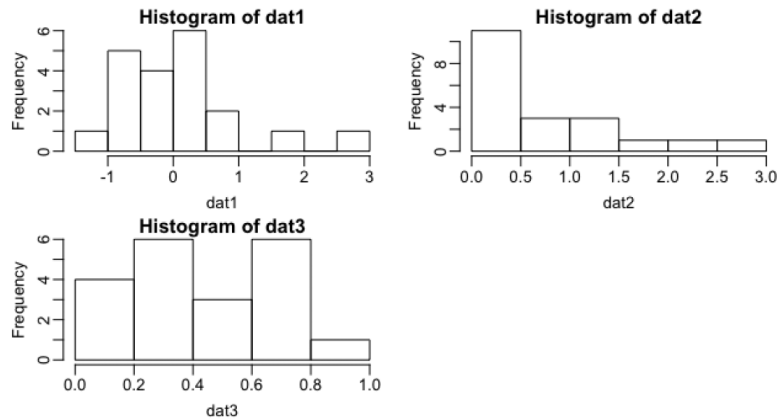 Histogram of dat1
Frequency
0 2 4 6
-1 0 1 2 3
dat1
Histogram of dat2
Frequency
0 4 8
0.0 0.5 1.0 1.5 2.0 2.5 3.0
dat2
Histogram of dat3
Frequency
0 2 4 6
0.0 0.2 0.4 0.6 0.8 1.0
dat3